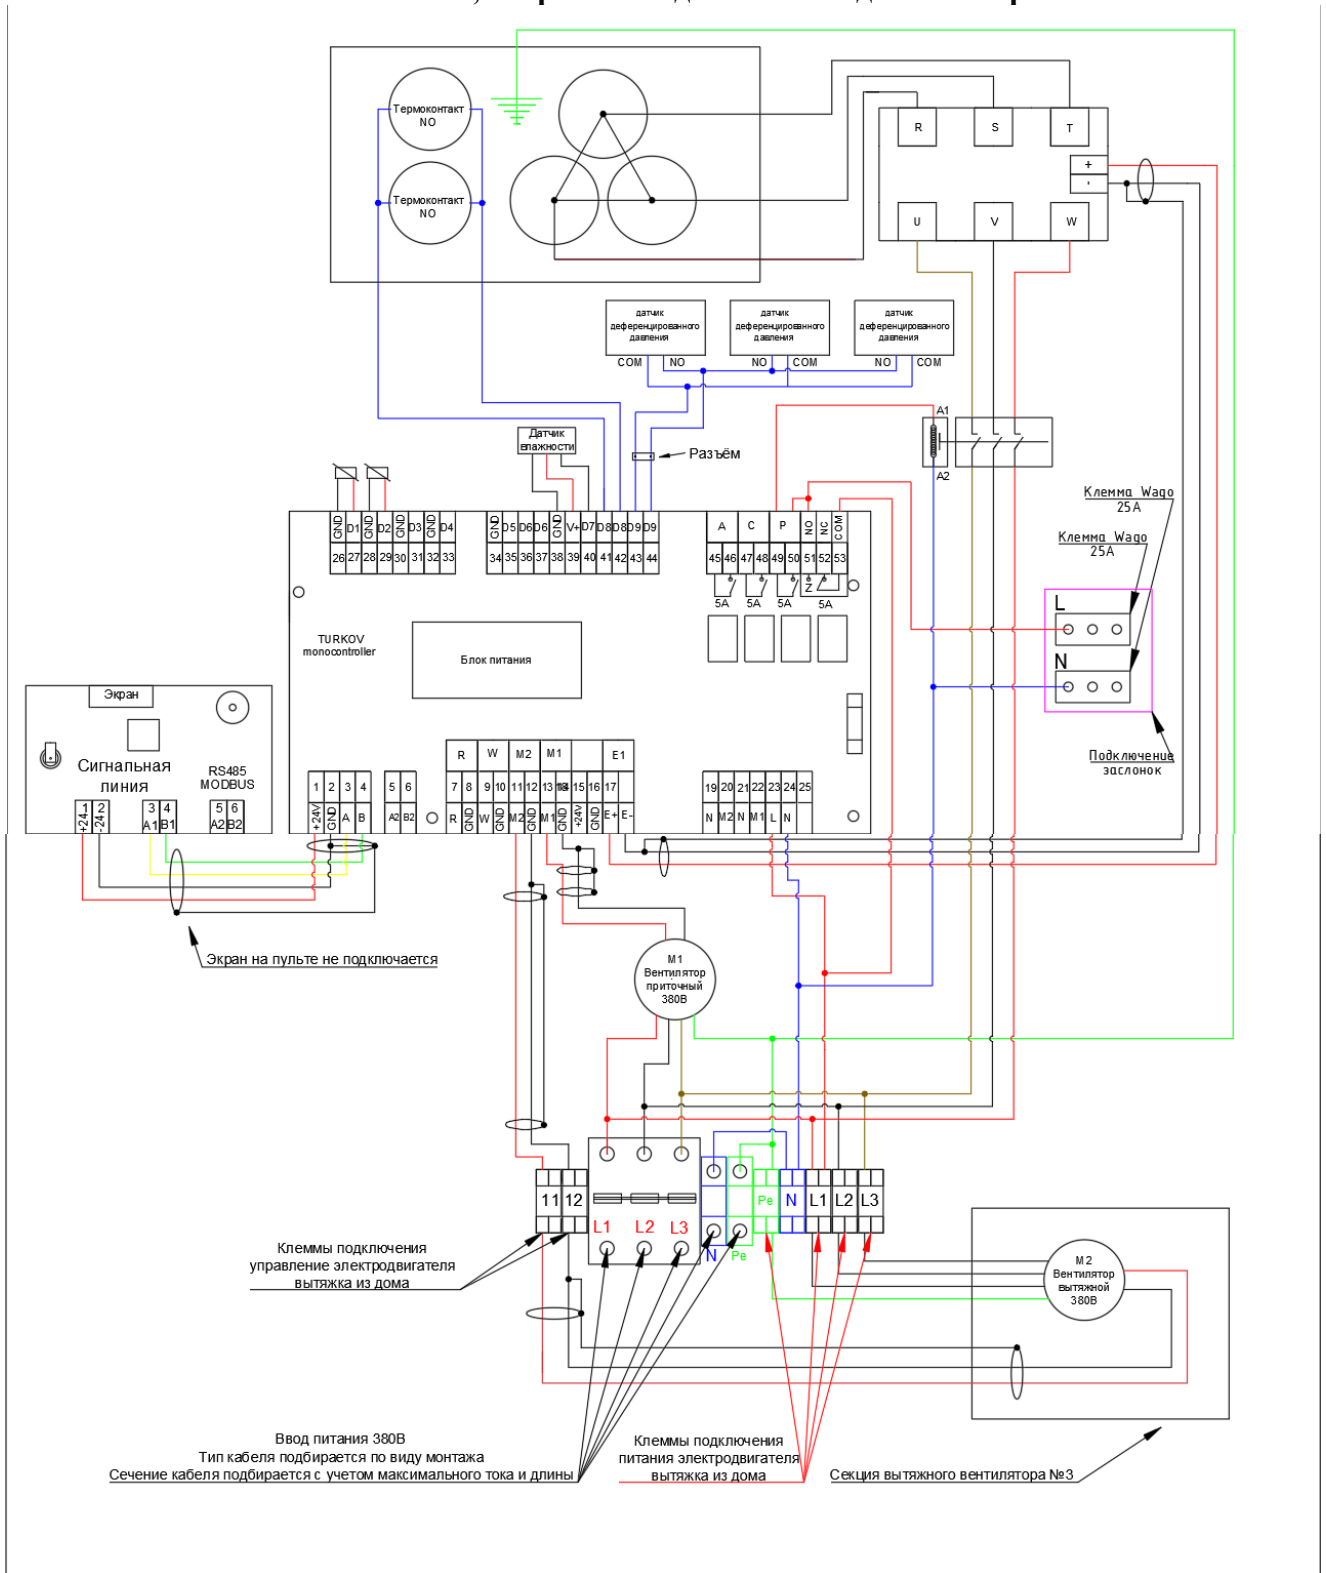 Термоконтакт
NO
Термоконтакт
NO
R
S
T
+
-
U
V
W
датчик
деференцированного
давления
датчик
деференцированного
давления
датчик
деференцированного
давления
COM
NO
NO
COM
NO
COM
A1
A2
Датчик
влажности
Разъём
Клемма Wago
25А
Клемма Wago
25А
GND D1 GND D2 GND D3 GND D4
26 27 28 29 30 31 32 33
GND D5 D6 D6 GND V+ D7 D8 D8 D9 D9
34 35 36 37 38 39 40 41 42 43 44
A C P NO NC COM
45 46 47 48 49 50 51 52 53
5A
5A
5A
Z
5A
L
N
TURKOV
monocontroller
Блок питания
Подключение
заслонок
Экран
Сигнальная
линия
RS485
MODBUS
1 2
+24 -24
3 4
A1 B1
5 6
A2 B2
R W M2 M1 E1
1 2 3 4
+24V GND A B
5 6
A2 B2
7 8 9 10 11 12 13 14 15 16 17
R GND W GND M2 GND M1 GND +24V GND E+ E-
19 20 21 22 23 24 25
N M2 N M1 L N
Экран на пульте не подключается
M1
Вентилятор
приточный
380В
11 12
L1 L2 L3
N
Pe
Pe
N
L1 L2 L3
Клеммы подключения
управление электродвигателя
вытяжка из дома
M2
Вентилятор
вытяжной
380В
Ввод питания 380В
Тип кабеля подбирается по виду монтажа
Сечение кабеля подбирается с учетом максимального тока и длины
Клеммы подключения
питания электродвигателя
вытяжка из дома
Секция вытяжного вентилятора №3